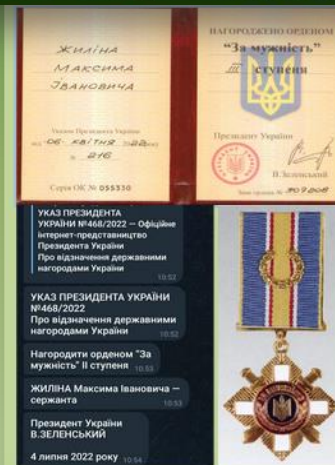 ЖИЛІНА
МАКСИМА
ІВАНОВИЧА
Указом Президента України
від 06. КВІТНЯ 2022 р.
№ 216
Серія ОК № 055330
НАГОРОДЖЕНО ОРДЕНОМ
"За мужність"
III ступеня
Президент України
В.Зеленський
Знак ордена №
УКАЗ ПРЕЗИДЕНТА
УКРАЇНИ №468/2022 — Офіційне
інтернет-представництво
Президента України
Про відзначення державними
нагородами України
10:52
УКАЗ ПРЕЗИДЕНТА УКРАЇНИ
№468/2022
Про відзначення державними
нагородами України
10:52
Нагородити орденом "За
мужність" II ступеня
10:53
ЖИЛІНА Максима Івановича —
сержанта
10:53
Президент України
В.ЗЕЛЕНСЬКИЙ
4 липня 2022 року
10:54